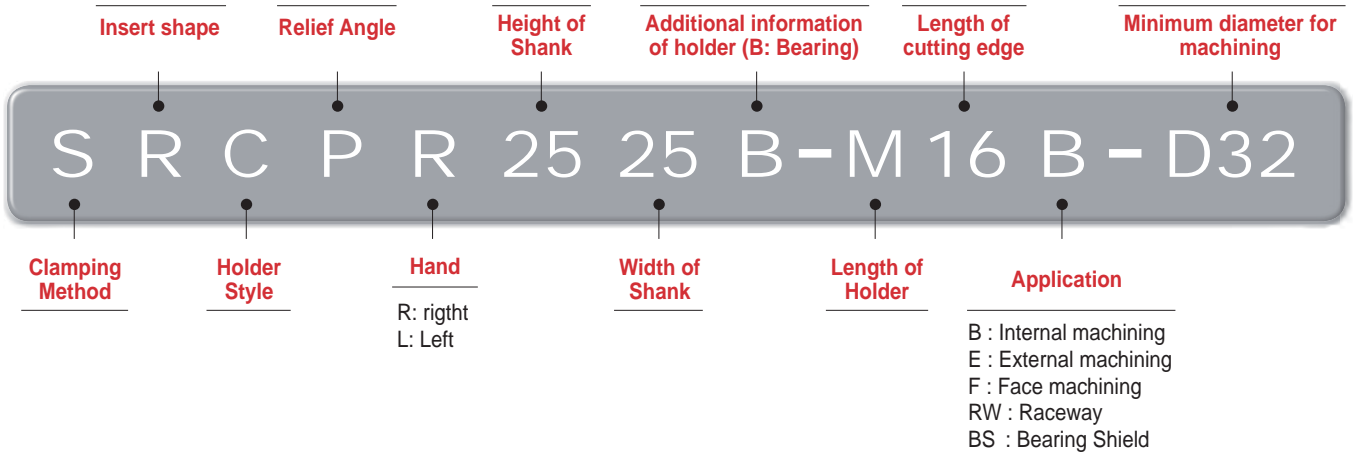 Insert shape
Relief Angle
Height of
Shank
Additional information
of holder (B: Bearing)
Length of
cutting edge
Minimum diameter for
machining
S R C P R 25 25 B-M 16 B - D32
Clamping
Method
Holder
Style
Hand
R: rigtht
L: Left
Width of
Shank
Length of
Holder
Application
B : Internal machining
E : External machining
F : Face machining
RW : Raceway
BS : Bearing Shield